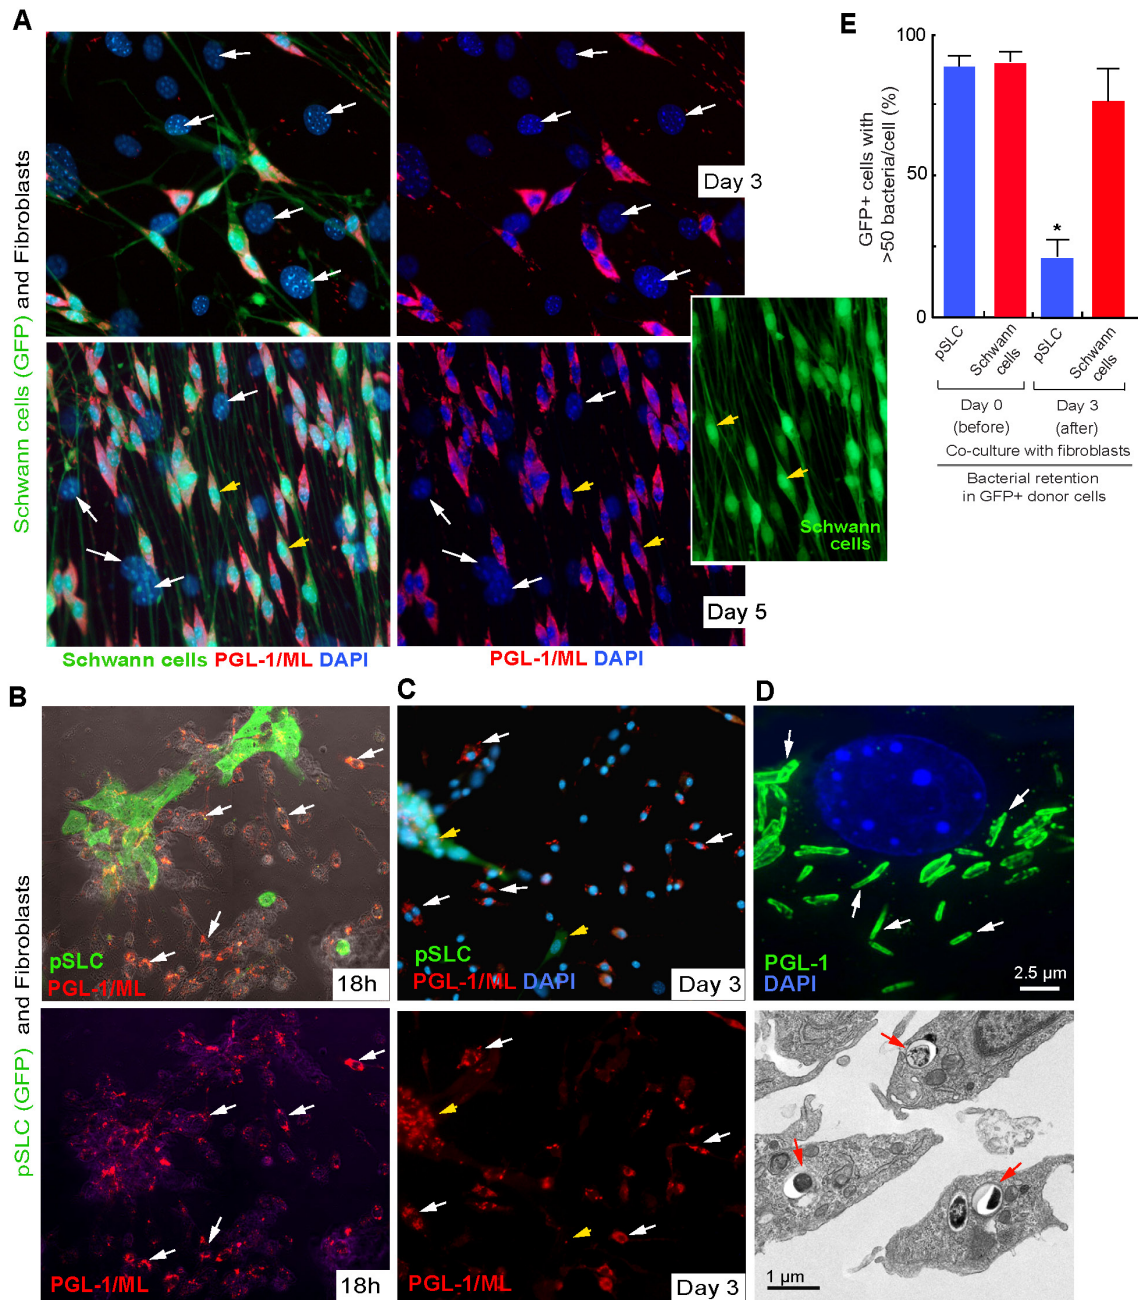 A
Schwann cells (GFP) and Fibroblasts
Day 3
Schwann
cells
Day 5
Schwann cells PGL-1/ML DAPI
PGL-1/ML DAPI
E
GFP+ cells with
>50 bacteria/cell (%)
100
50
0
*
pSLC
Schwann
cells
pSLC
Schwann
cells
Day 0
(before)
Day 3
(after)
Co-culture with fibroblasts
Bacterial retention
in GFP+ donor cells
B
pSLC (GFP) and Fibroblasts
pSLC
PGL-1/ML
18h
PGL-1/ML
18h
C
pSLC
PGL-1/ML DAPI
Day 3
PGL-1/ML
Day 3
D
PGL-1
DAPI
2.5 µm
1 µm